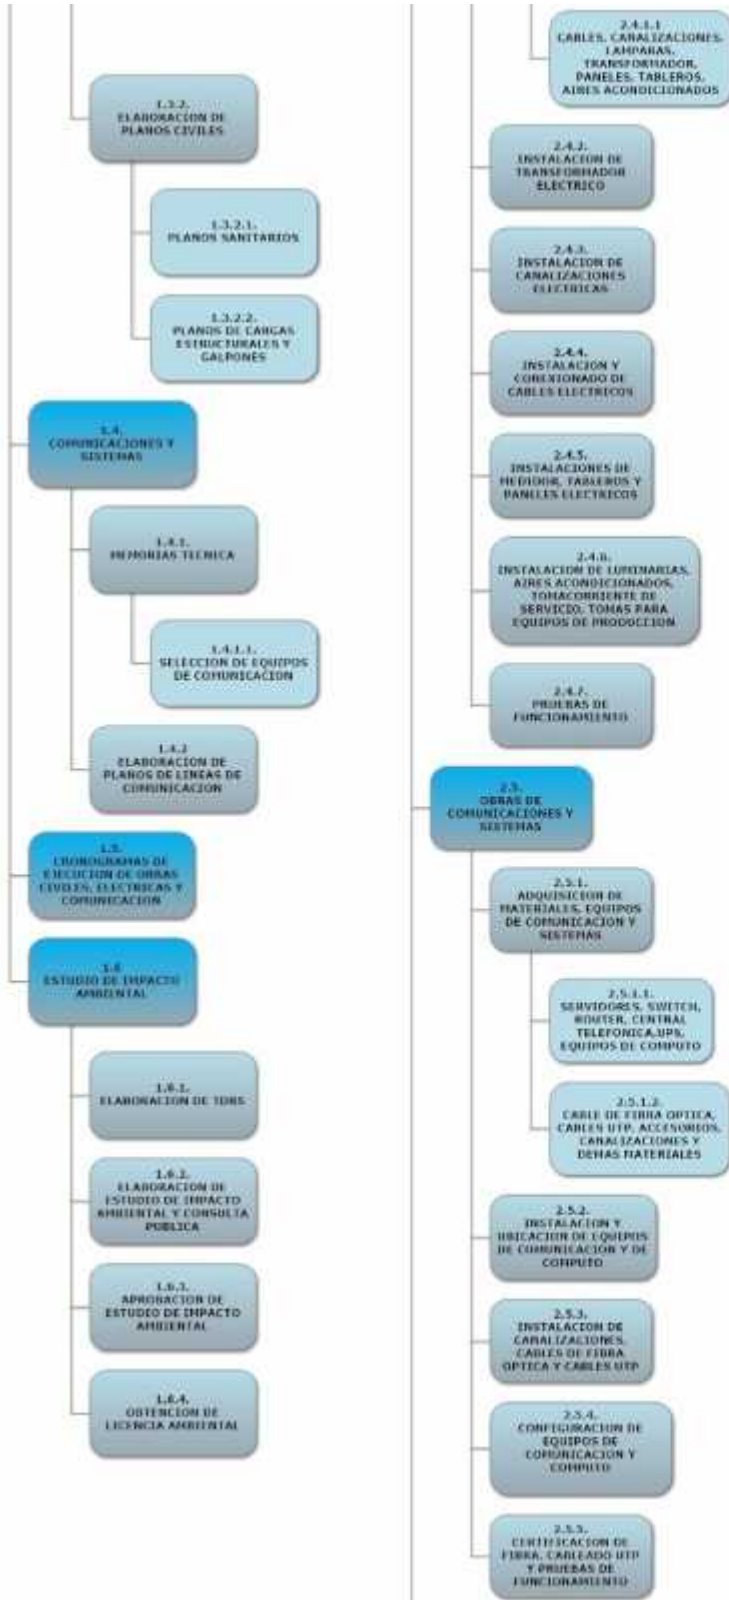 1.3.2.
ELABORACION DE
PLANOS CIVILES
1.3.2.1.
PLANOS SANITARIOS
1.3.2.2.
PLANOS DE CARGAS
ESTRUCTURALES Y
GALPONES
1.4.
COMUNICACIONES Y
SISTEMAS
1.4.1.
MEMORIAS TECNICA
1.4.1.1.
SELECCION DE EQUIPOS
DE COMUNICACION
1.4.2
ELABORACION DE
PLANOS DE LINEAS DE
COMUNICACION
1.5.
CRONOGRAMAS DE
EJECUCION DE OBRAS
CIVILES, ELECTRICAS Y
COMUNICACION
1.6
ESTUDIO DE IMPACTO
AMBIENTAL
1.6.1.
ELABORACION DE TDRS
1.6.2.
ELABORACION DE
ESTUDIO DE IMPACTO
AMBIENTAL Y CONSULTA
PUBLICA
1.6.3.
APROBACION DE
ESTUDIO DE IMPACTO
AMBIENTAL
1.6.4.
OBTENCION DE
LICENCIA AMBIENTAL
2.4.1.1
CABLES, CANALIZACIONES,
LAMPARAS,
TRANSFORMADOR,
PANELES, TABLEROS,
AIRES ACONDICIONADOS
2.4.2.
INSTALACION DE
TRANSFORMADOR
ELECTRICO
2.4.3.
INSTALACION DE
CANALIZACIONES
ELECTRICAS
2.4.4.
INSTALACION Y
CONEXIONADO DE
CABLES ELECTRICOS
2.4.5.
INSTALACIONES DE
MEDIDOR, TABLEROS Y
PANELES ELECTRICOS
2.4.6.
INSTALACION DE LUMINARIAS,
AIRES ACONDICIONADOS,
TOMACORRIENTE DE
SERVICIO, TOMAS PARA
EQUIPOS DE PRODUCCION
2.4.7.
PRUEBAS DE
FUNCIONAMIENTO
2.5.
OBRAS DE
COMUNICACIONES Y
SISTEMAS
2.5.1.
ADQUISICION DE
MATERIALES, EQUIPOS
DE COMUNICACION Y
SISTEMAS
2.5.1.1.
SERVIDORES, SWITCH,
ROUTER, CENTRAL
TELEFONICA,UPS,
EQUIPOS DE COMPUTO
2.5.1.2.
CABLE DE FIBRA OPTICA,
CABLES UTP, ACCESORIOS,
CANALIZACIONES Y
DEMAS MATERIALES
2.5.2.
INSTALACION Y
UBICACION DE EQUIPOS
DE COMUNICACION Y DE
COMPUTO
2.5.3.
INSTALACION DE
CANALIZACIONES,
CABLES DE FIBRA
OPTICA Y CABLES UTP
2.5.4.
CONFIGURACION DE
EQUIPOS DE
COMUNICACION Y
COMPUTO
2.5.5.
CERTIFICACION DE
FIBRA, CABLEADO UTP
Y PRUEBAS DE
FUNCIONAMIENTO